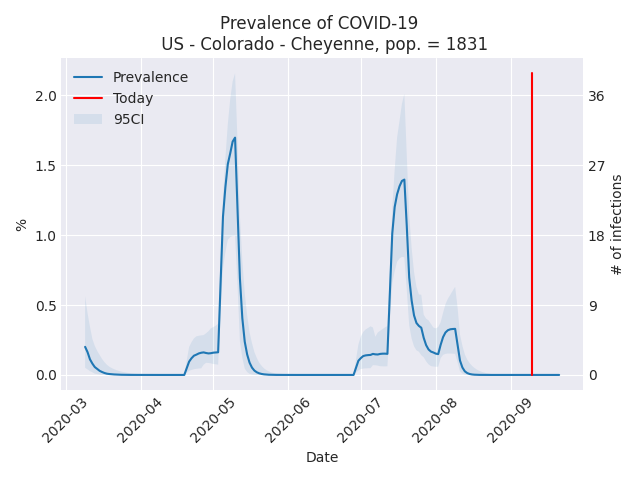 Prevalence of COVID-19
US - Colorado - Cheyenne, pop. = 1831
Prevalence
Today
95CI
2.0
1.5
1.0
0.5
0.0
%
36
27
18
9
0
# of infections
2020-03
2020-04
2020-05
2020-06
2020-07
2020-08
2020-09
Date